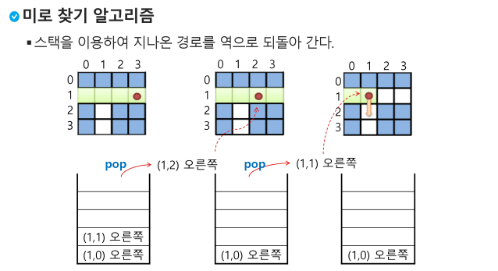 미로 찾기 알고리즘
스택을 이용하여 지나온 경로를 역으로 되돌아 간다.
0 1 2 3 0 1 2 3 0 1 2 3
0 0 0
1 1 1
2 2 2
3 3 3
pop (1,2) 오른쪽 pop (1,1) 오른쪽
(1,1) 오른쪽
(1,0) 오른쪽 (1,0) 오른쪽 (1,0) 오른쪽